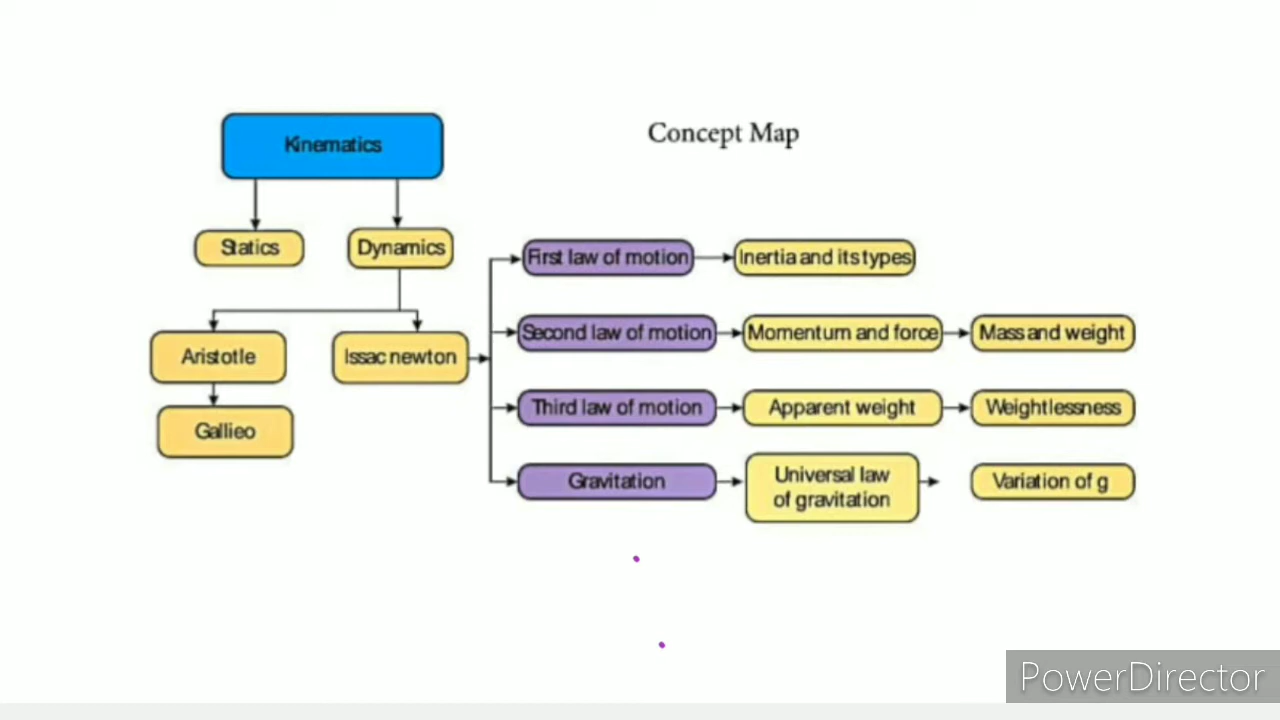 Concept Map
Kinematics
Statics
Dynamics
First law of motion
Inertia and its types
Second law of motion
Momentum and force
Mass and weight
Aristotle
Issac newton
Third law of motion
Apparent weight
Weightlessness
Gallieo
Gravitation
Universal law
of gravitation
Variation of g
PowerDirector